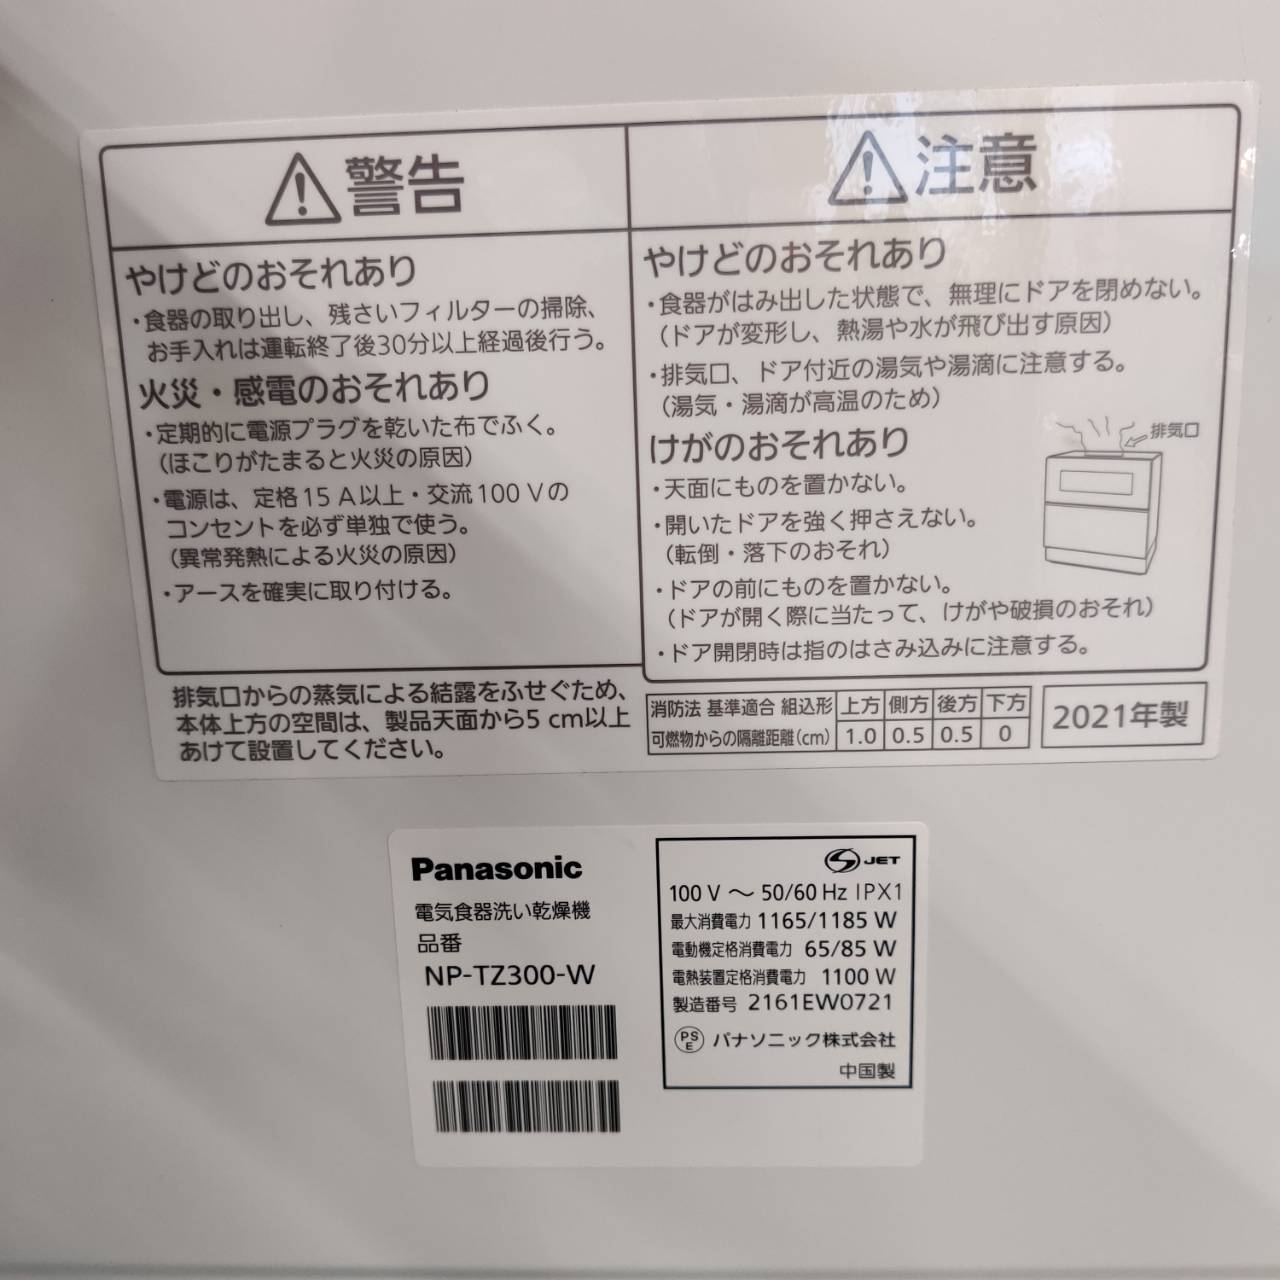 警告
やけどのおそれあり
・食器の取り出し、残さいフィルターの掃除、
お手入れは運転終了後30分以上経過後行う。
火災・感電のおそれあり
・定期的に電源プラグを乾いた布でふく。
(ほこりがたまると火災の原因)
・電源は、定格15A以上・交流100Vの
コンセントを必ず単独で使う。
(異常発熱による火災の原因)
・アースを確実に取り付ける。
注意
やけどのおそれあり
・食器がはみ出した状態で、無理にドアを閉めない。
(ドアが変形し、熱湯や水が飛び出す原因)
・排気口、ドア付近の湯気や湯滴に注意する。
(湯気・湯滴が高温のため)
けがのおそれあり
・天面にものを置かない。
・開いたドアを強く押さえない。
(転倒・落下のおそれ)
・ドアの前にものを置かない。
(ドアが開く際に当たって、けがや破損のおそれ)
・ドア開閉時は指のはさみ込みに注意する。
排気口
排気口からの蒸気による結露をふせぐため、
本体上方の空間は、製品天面から5cm以上
あけて設置してください。
消防法 基準適合 組込形 上方 側方 後方 下方
可燃物からの隔離距離(cm) 1.0 0.5 0.5 0
2021年製
Panasonic
電気食器洗い乾燥機
品番
NP-TZ300-W
S JET
100 V ～ 50/60 Hz IPX1
最大消費電力 1165/1185 W
電動機定格消費電力 65/85 W
電熱装置定格消費電力 1100 W
製造番号 2161EW0721
PSE パナソニック株式会社
中国製